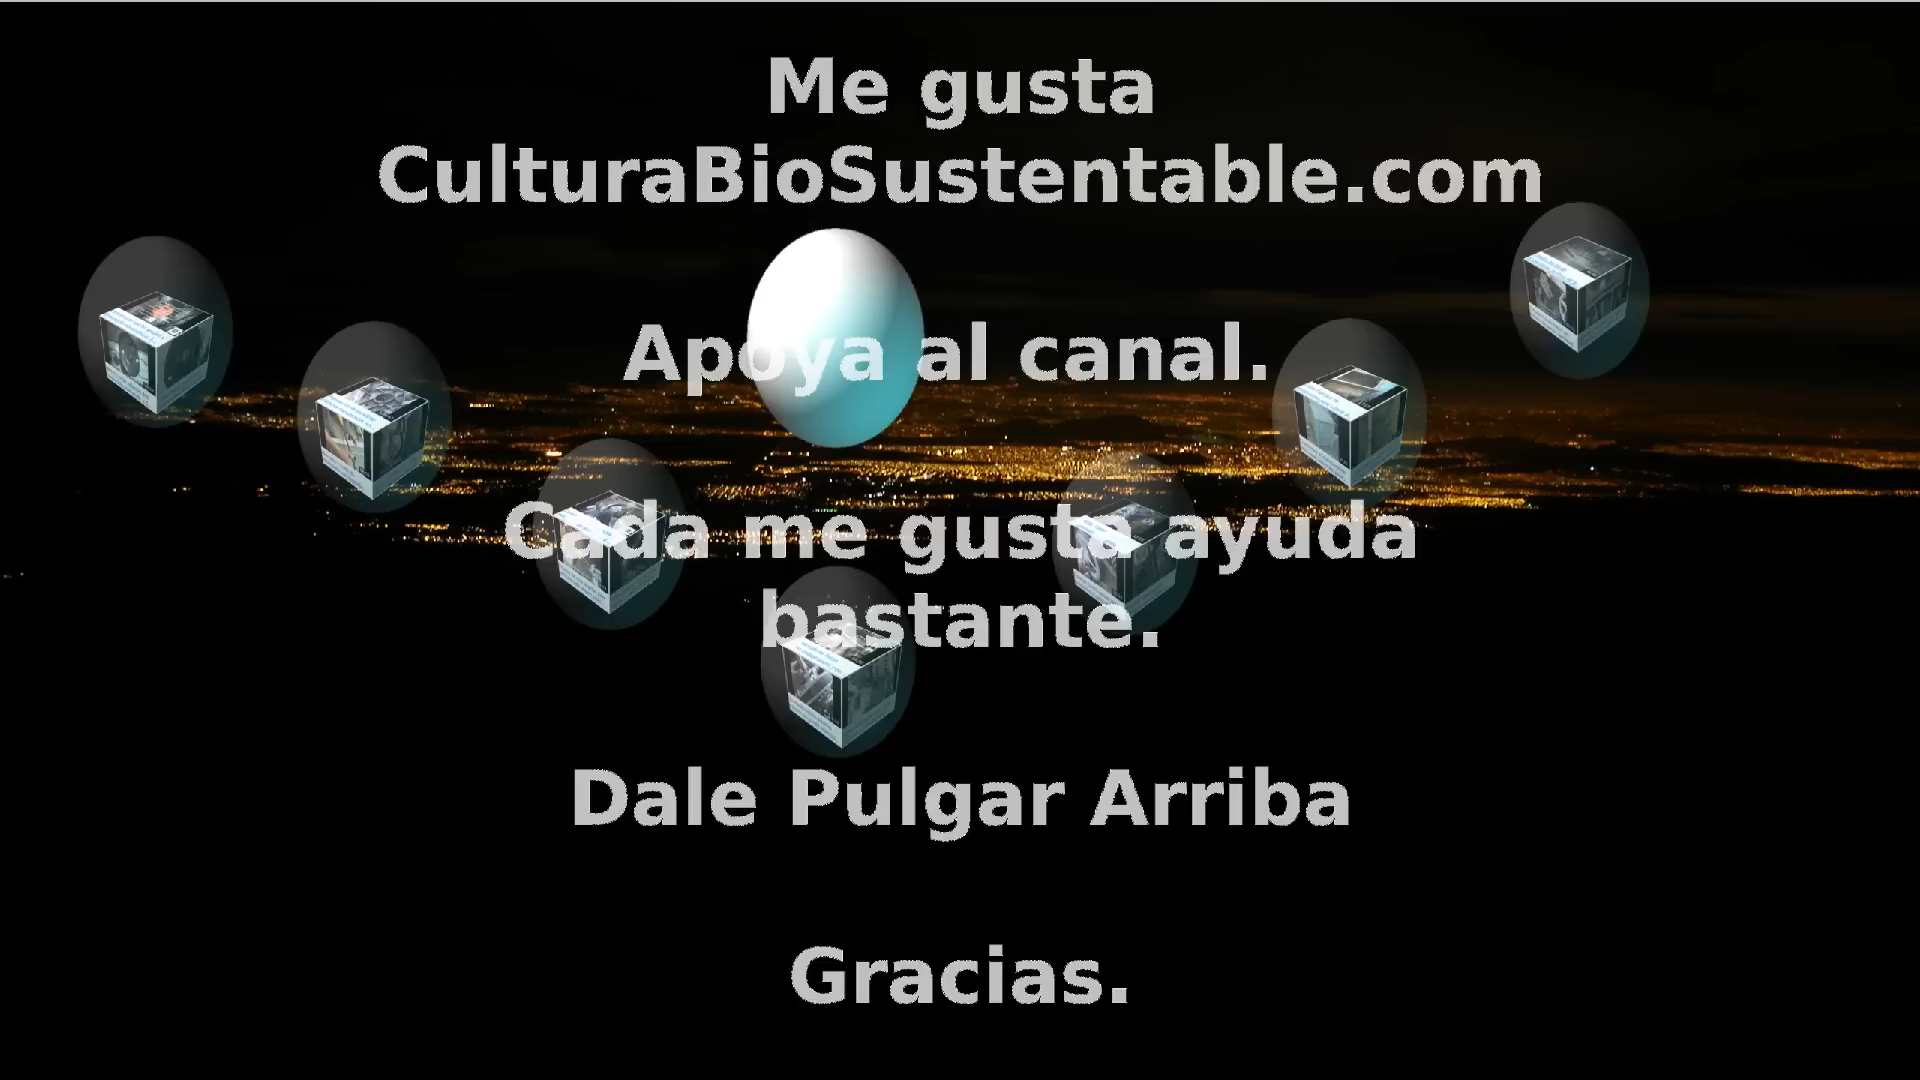 Me gusta
CulturaBioSustentable.com
Apoya al canal.
Cada me gusta ayuda
bastante.
Dale Pulgar Arriba
Gracias.